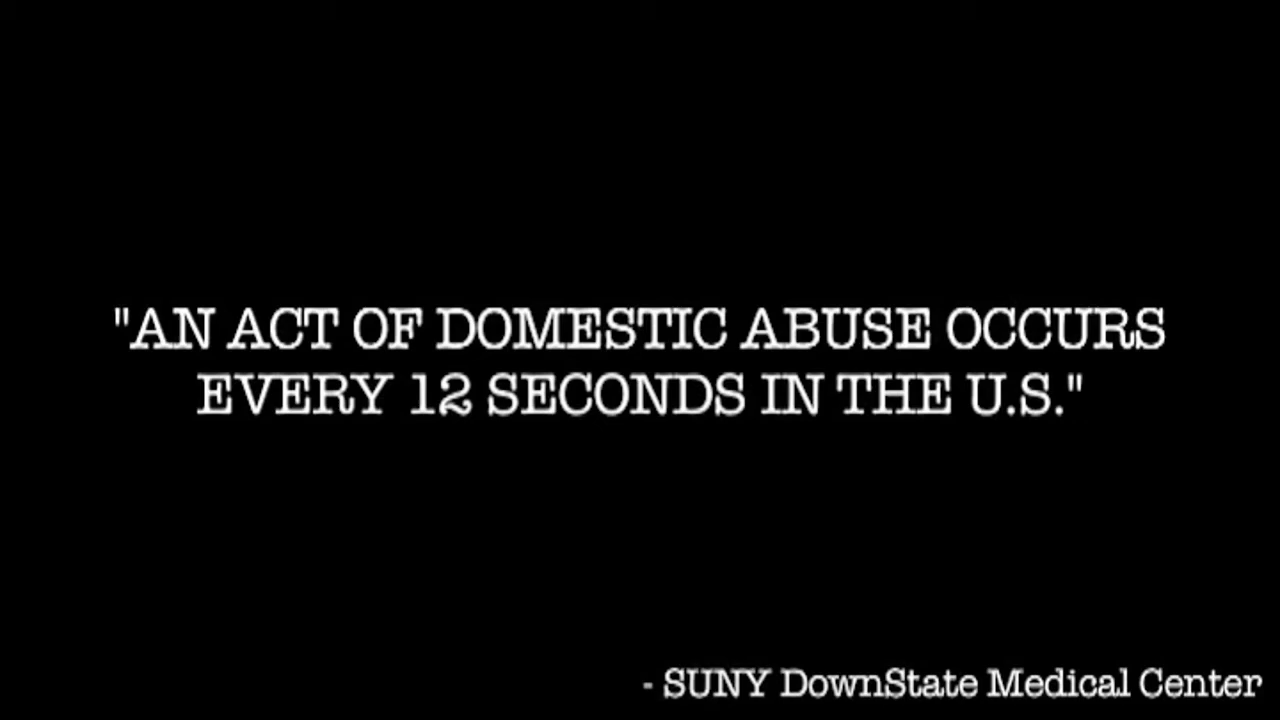 "AN ACT OF DOMESTIC ABUSE OCCURS
EVERY 12 SECONDS IN THE U.S."
- SUNY DownState Medical Center